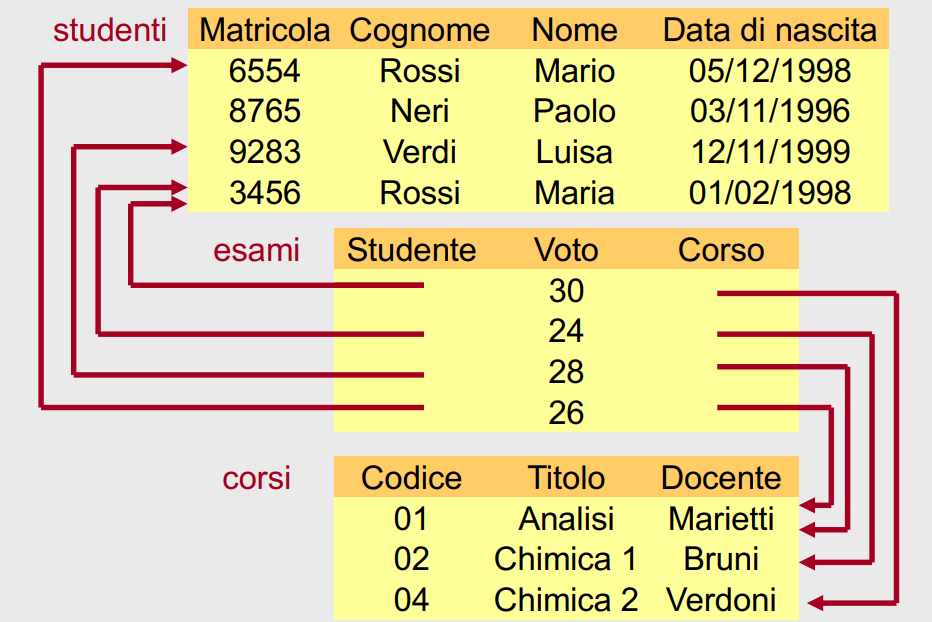 studenti Matricola Cognome Nome Data di nascita
6554 Rossi Mario 05/12/1998
8765 Neri Paolo 03/11/1996
9283 Verdi Luisa 12/11/1999
3456 Rossi Maria 01/02/1998
esami Studente Voto Corso
30
24
28
26
corsi Codice Titolo Docente
01 Analisi Marietti
02 Chimica 1 Bruni
04 Chimica 2 Verdoni